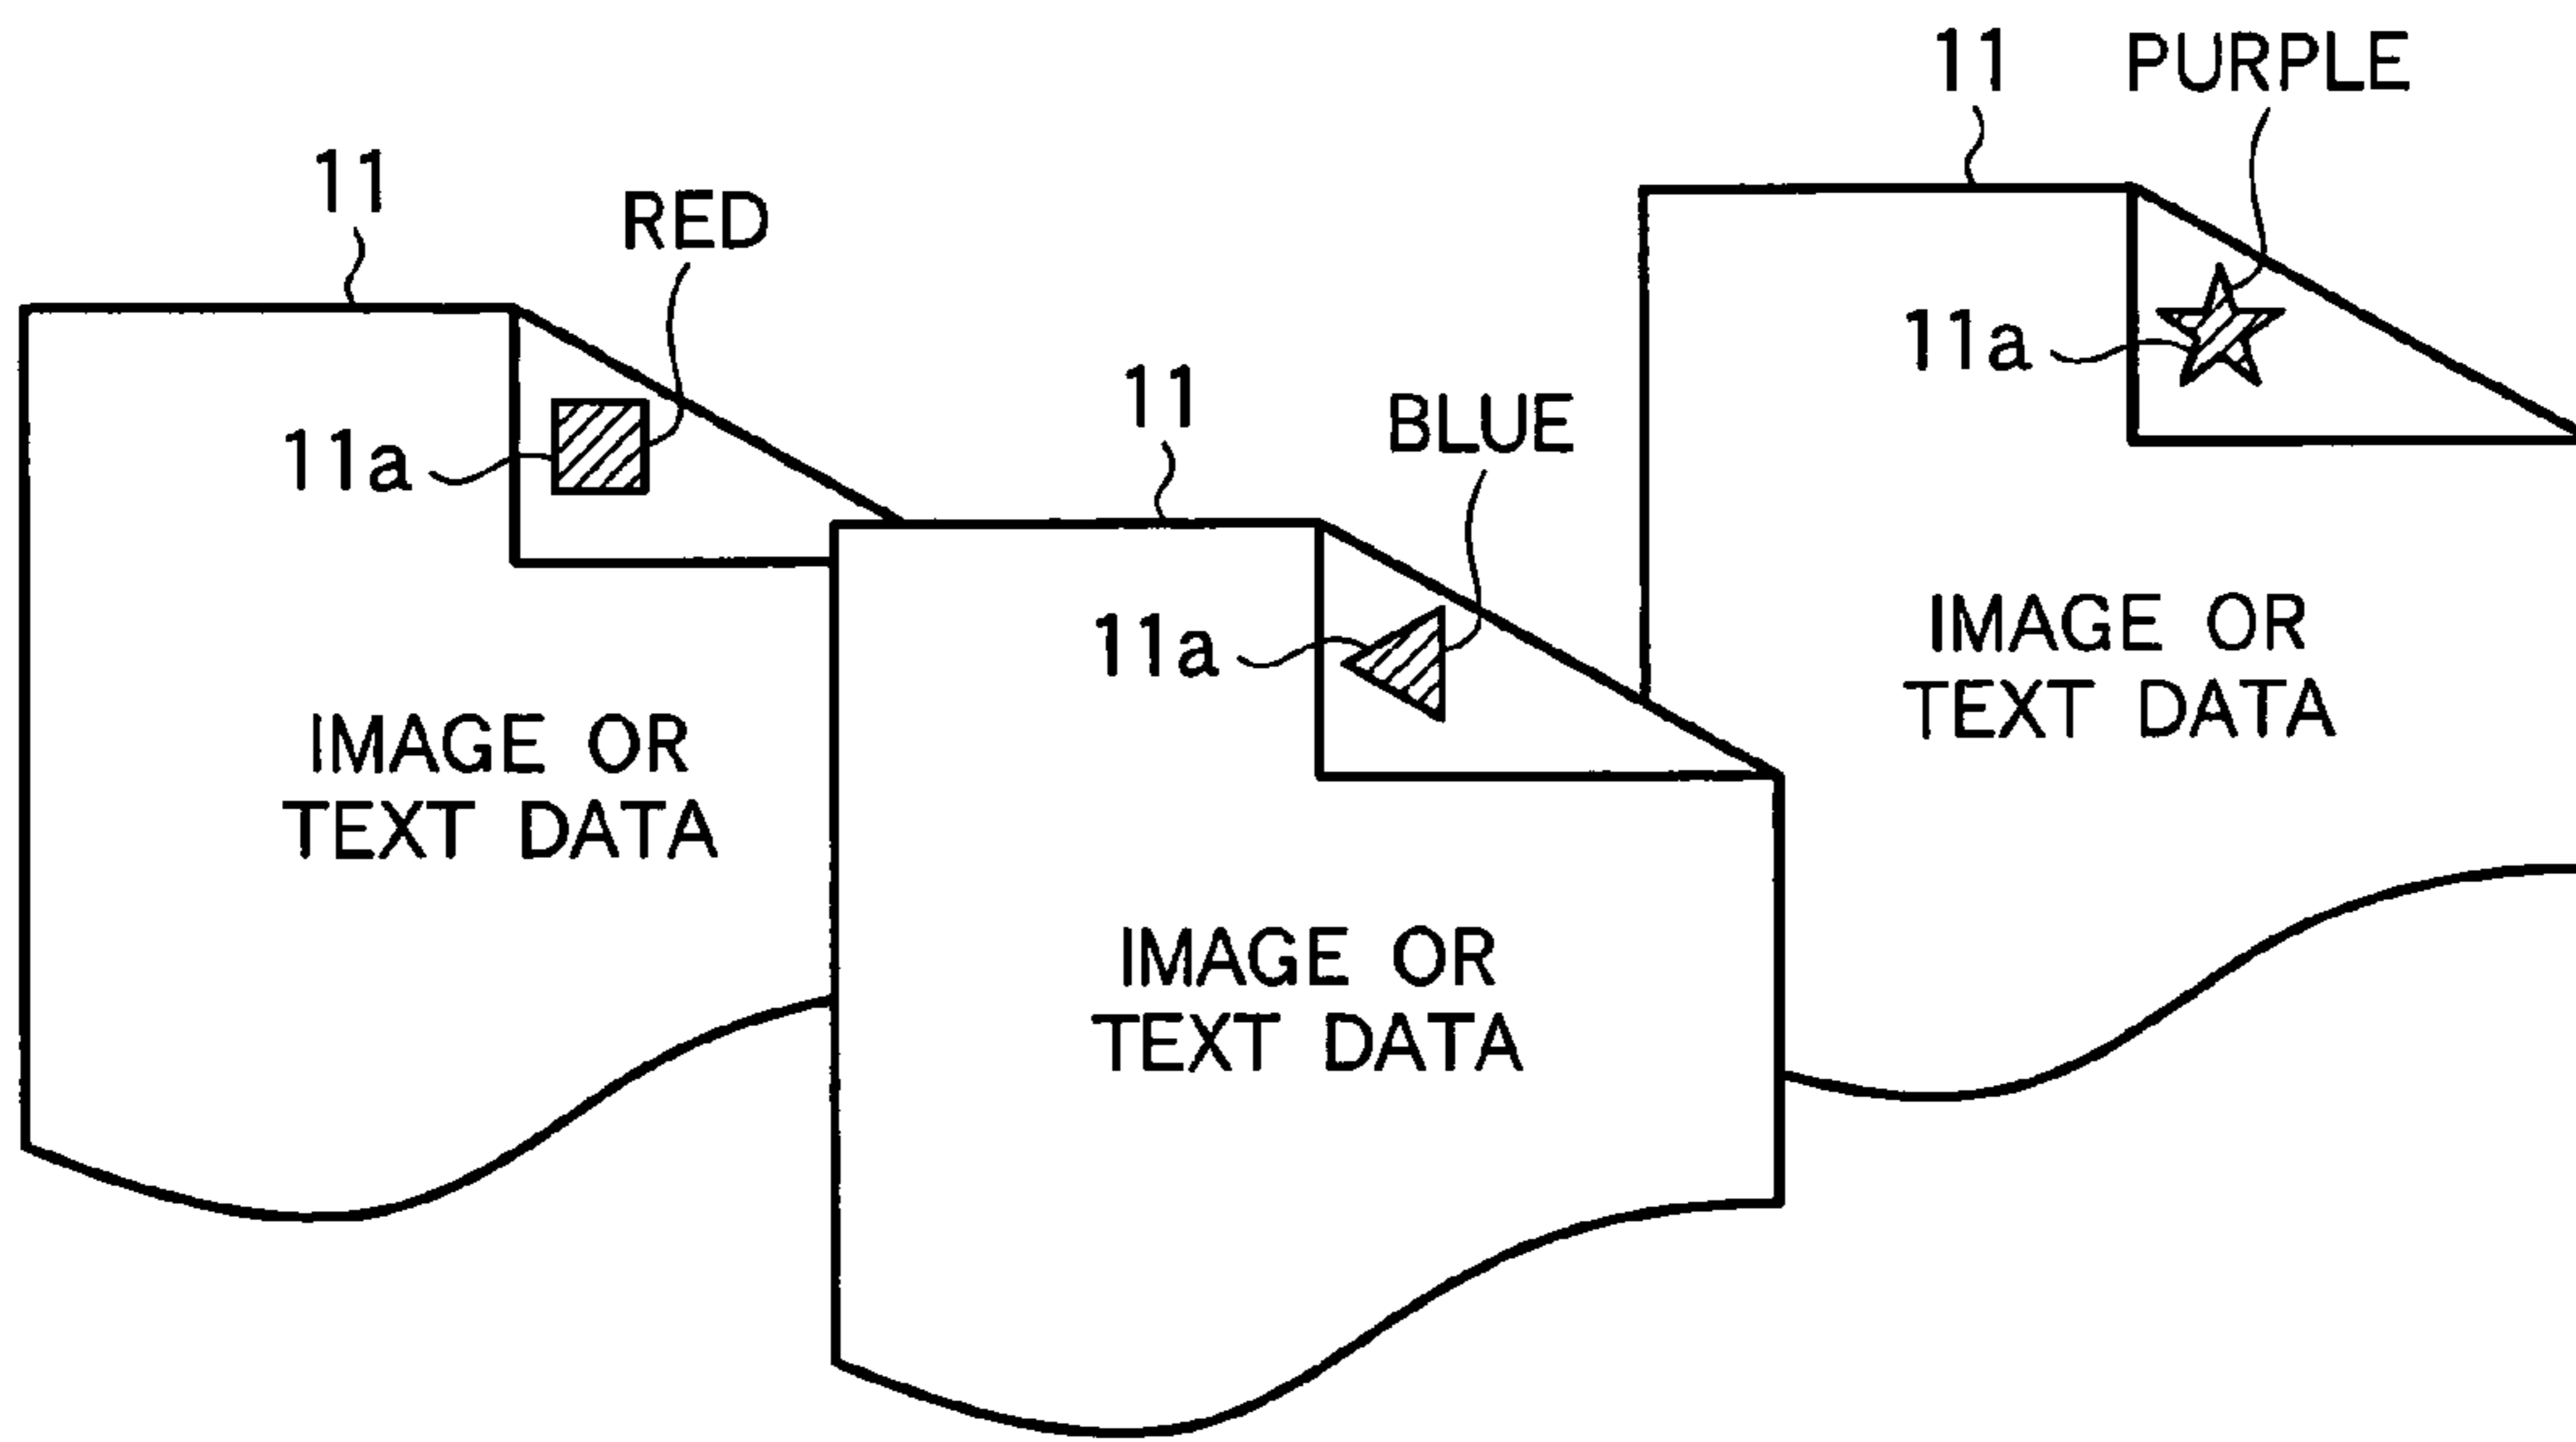 11
RED
11a
IMAGE OR
TEXT DATA
11
BLUE
11a
IMAGE OR
TEXT DATA
11
PURPLE
11a
IMAGE OR
TEXT DATA